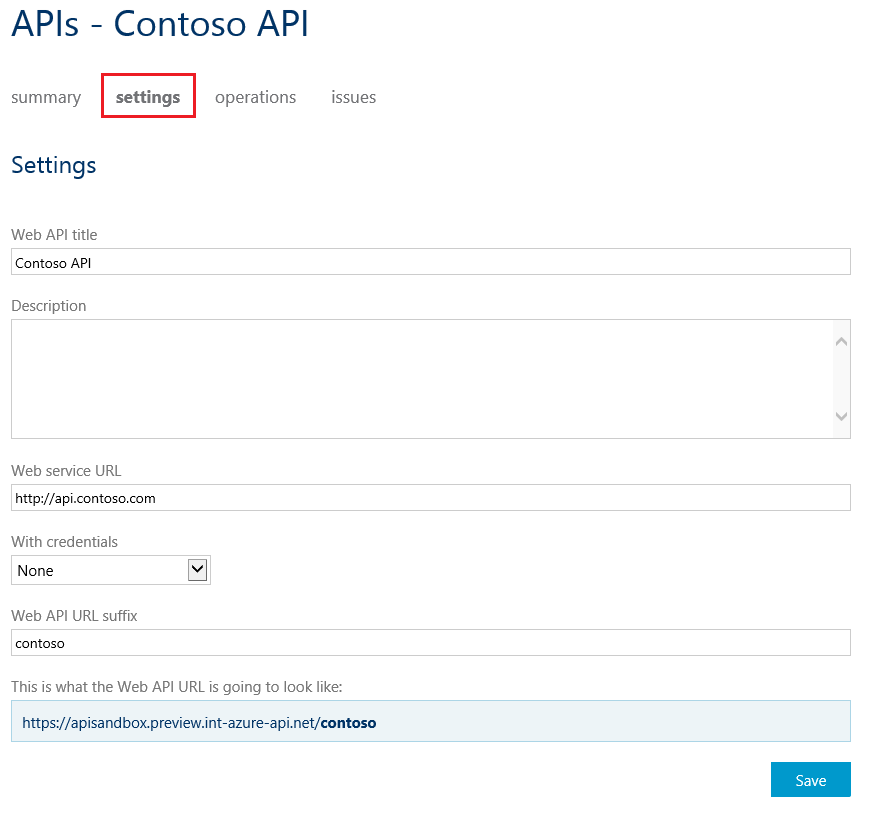 APIs - Contoso API
summary settings operations issues
Settings
Web API title
Contoso API
Description
Web service URL
http://api.contoso.com
With credentials
None
Web API URL suffix
contoso
This is what the Web API URL is going to look like:
https://apisandbox.preview.int-azure-api.net/contoso
Save